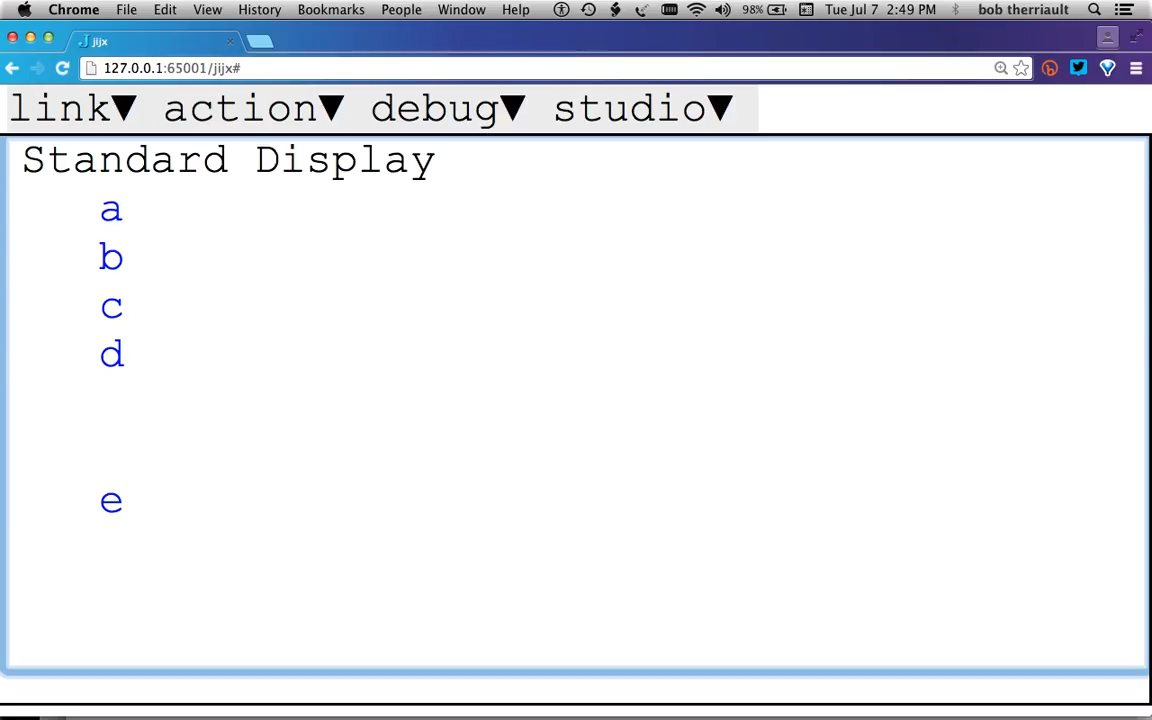 Chrome File Edit View History Bookmarks People Window Help 98% Tue Jul 7 2:49 PM bob therriault
jijx
127.0.0.1:65001/jijx#
link▼ action▼ debug▼ studio▼
Standard Display
a
b
c
d
e